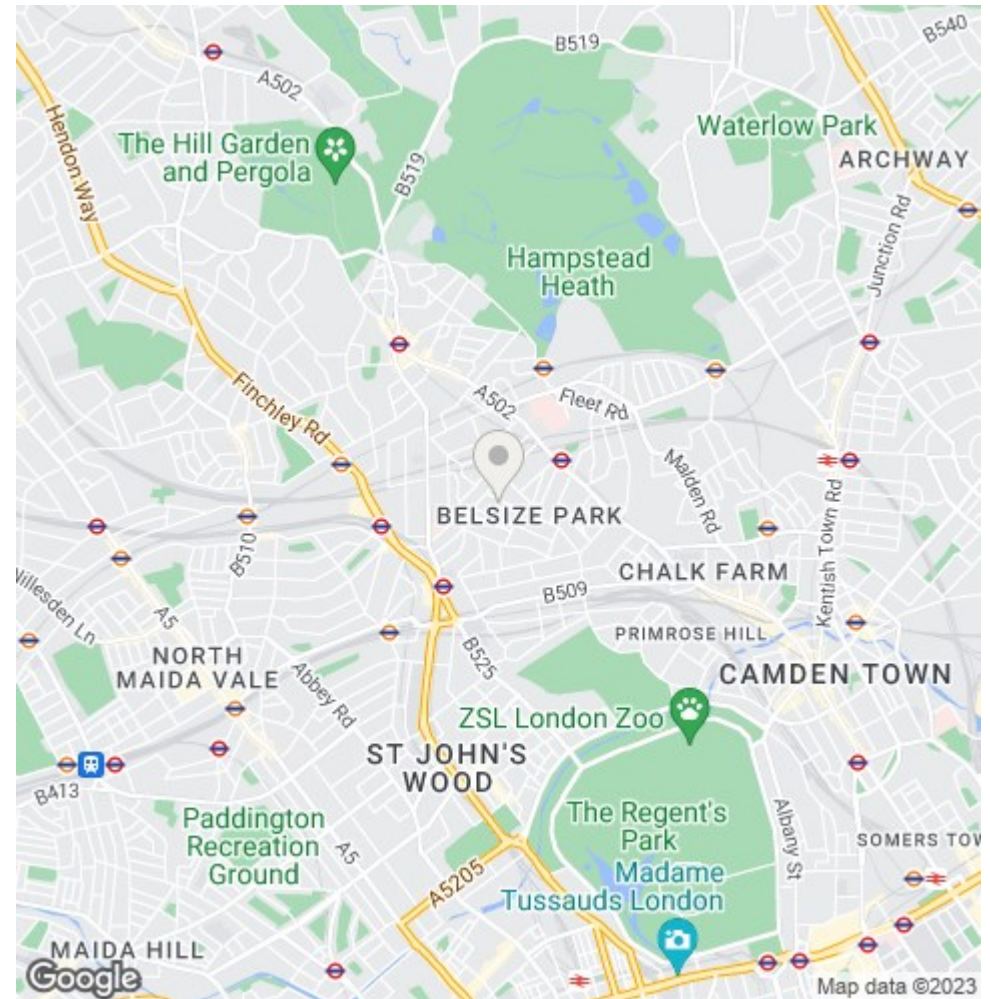 B519
B540
A502
The Hill Garden
and Pergola
B519
Waterlow Park
ARCHWAY
Hendon Way
Junction Rd
Hampstead
Heath
A502
Fleet Rd
Finchley Rd
Malden Rd
BELSIZE PARK
Kentish Town Rd
B510
CHALK FARM
B509
Willesden Ln
A5
PRIMROSE HILL
B525
NORTH
MAIDA VALE
Abbey Rd
CAMDEN TOWN
ZSL London Zoo
ST JOHN'S
WOOD
B413
Paddington
Recreation
Ground
A5
The Regent's
Park
Albany St
SOMERS TOW
Madame
Tussauds London
A5205
MAIDA HILL
Google
Map data ©2023